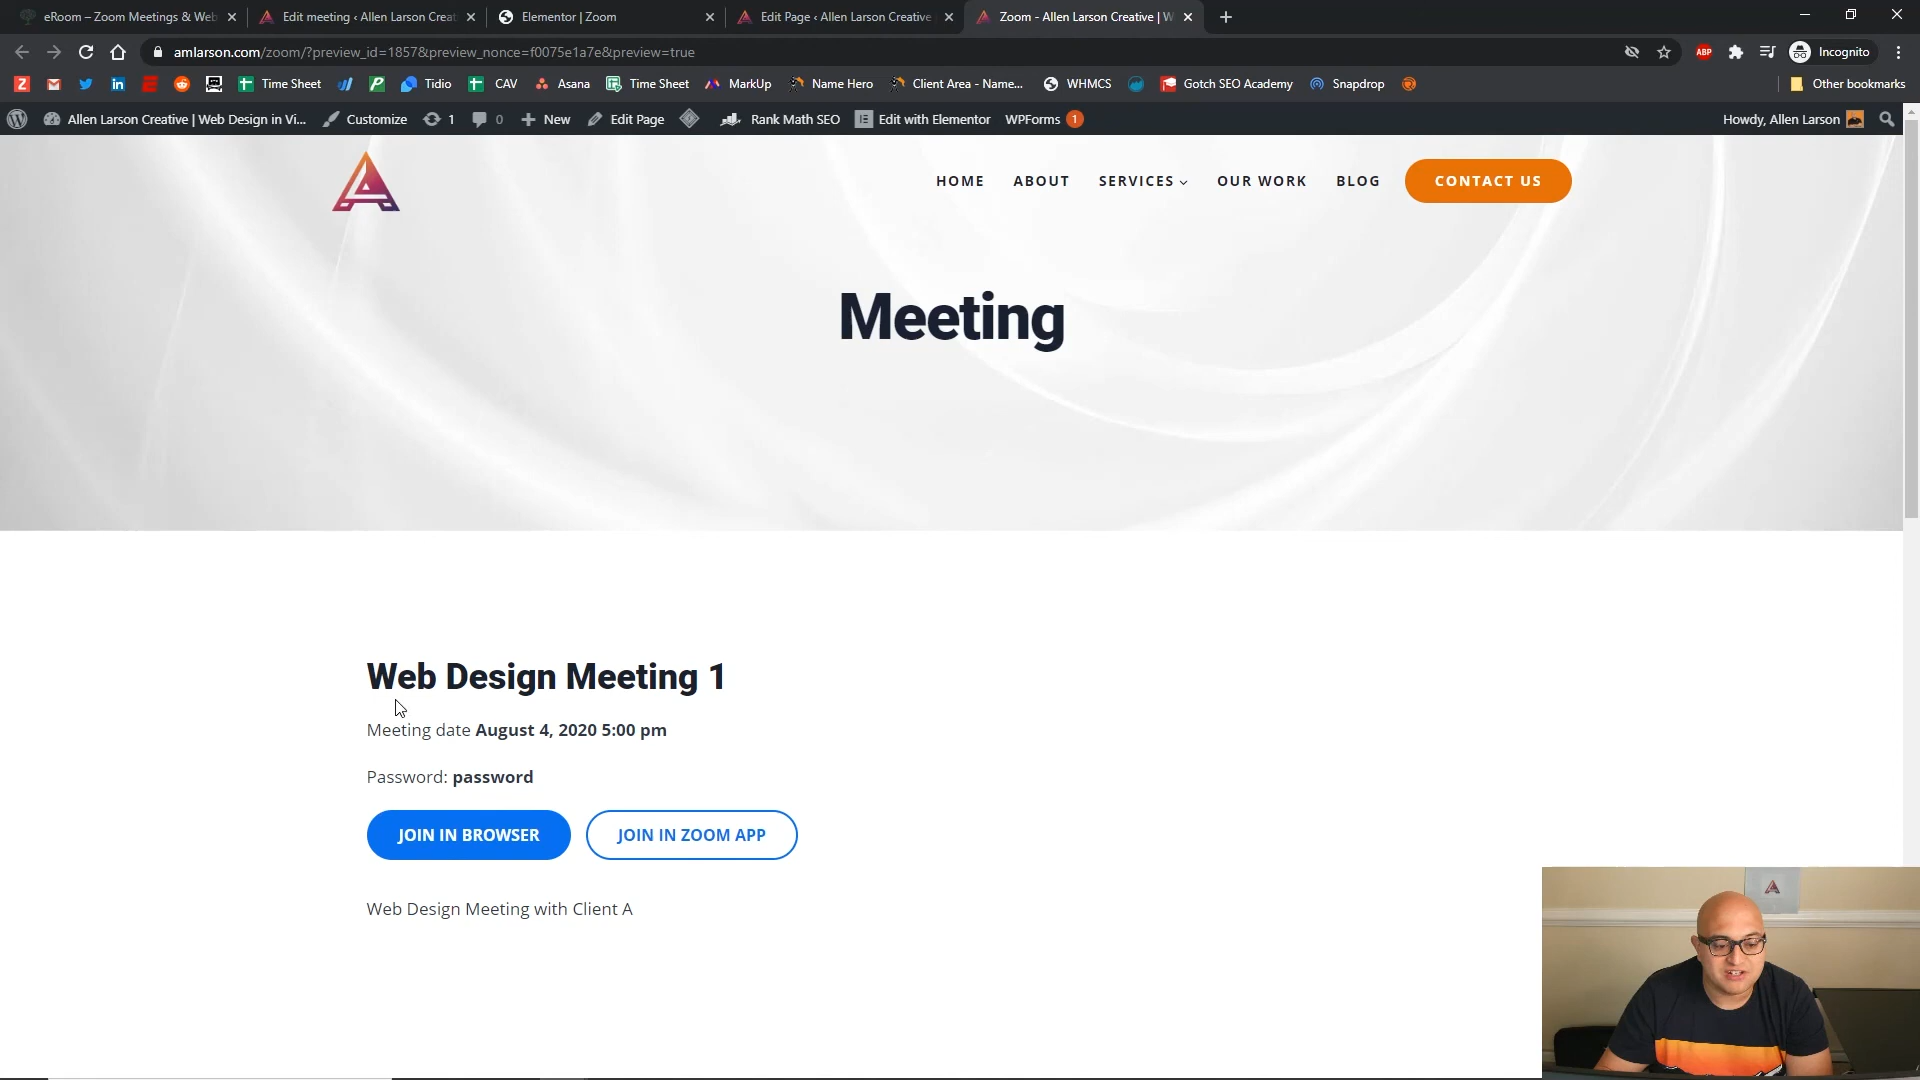 eRoom – Zoom Meetings & Web
Edit meeting ‹ Allen Larson Creat
Elementor | Zoom
Edit Page ‹ Allen Larson Creative
Zoom - Allen Larson Creative | W
amlarson.com/zoom/?preview_id=1857&preview_nonce=f0075e1a7e&preview=true
ABP
Incognito
Time Sheet
Tidio
CAV
Asana
Time Sheet
MarkUp
Name Hero
Client Area - Name...
WHMCS
Gotch SEO Academy
Snapdrop
Other bookmarks
Allen Larson Creative | Web Design in Vi...
Customize
1
0
New
Edit Page
Rank Math SEO
Edit with Elementor
WPForms 1
Howdy, Allen Larson
HOME
ABOUT
SERVICES
OUR WORK
BLOG
CONTACT US
Meeting
Web Design Meeting 1
Meeting date August 4, 2020 5:00 pm
Password: password
JOIN IN BROWSER
JOIN IN ZOOM APP
Web Design Meeting with Client A